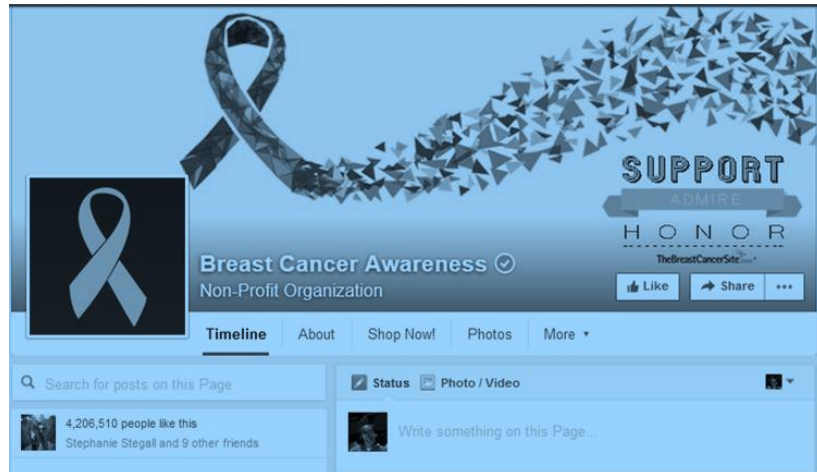 SUPPORT
ADMIRE
HONOR
TheBreastCancerSite
Breast Cancer Awareness
Non-Profit Organization
Like
Share
Timeline
About
Shop Now!
Photos
More
Search for posts on this Page
4,206,510 people like this
Stephanie Stegall and 9 other friends
Status
Photo / Video
Write something on this Page...